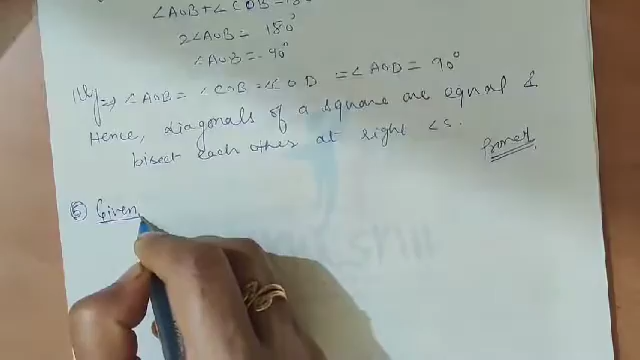 ∠AOB + ∠COB = 180°
2∠AOB = 180°
∠AOB = 90°
|||ly => ∠AOB = ∠COB = ∠COD = ∠AOD = 90°
Hence, diagonals of a square are equal &
bisect each other at right ∠s.
Proved
⑤ Given